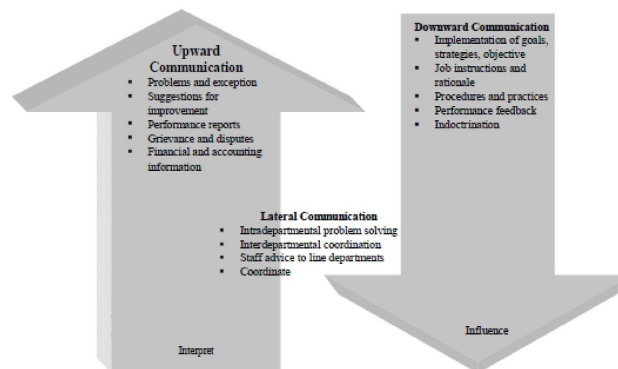 Upward
Communication
▪ Problems and exception
▪ Suggestions for
improvement
▪ Performance reports
▪ Grievance and disputes
▪ Financial and accounting
information
Downward Communication
▪ Implementation of goals,
strategies, objective
▪ Job instructions and
rationale
▪ Procedures and practices
▪ Performance feedback
▪ Indoctrination
Lateral Communication
▪ Intradepartmental problem solving
▪ Interdepartmental coordination
▪ Staff advice to line departments
▪ Coordinate
Interpret
Influence